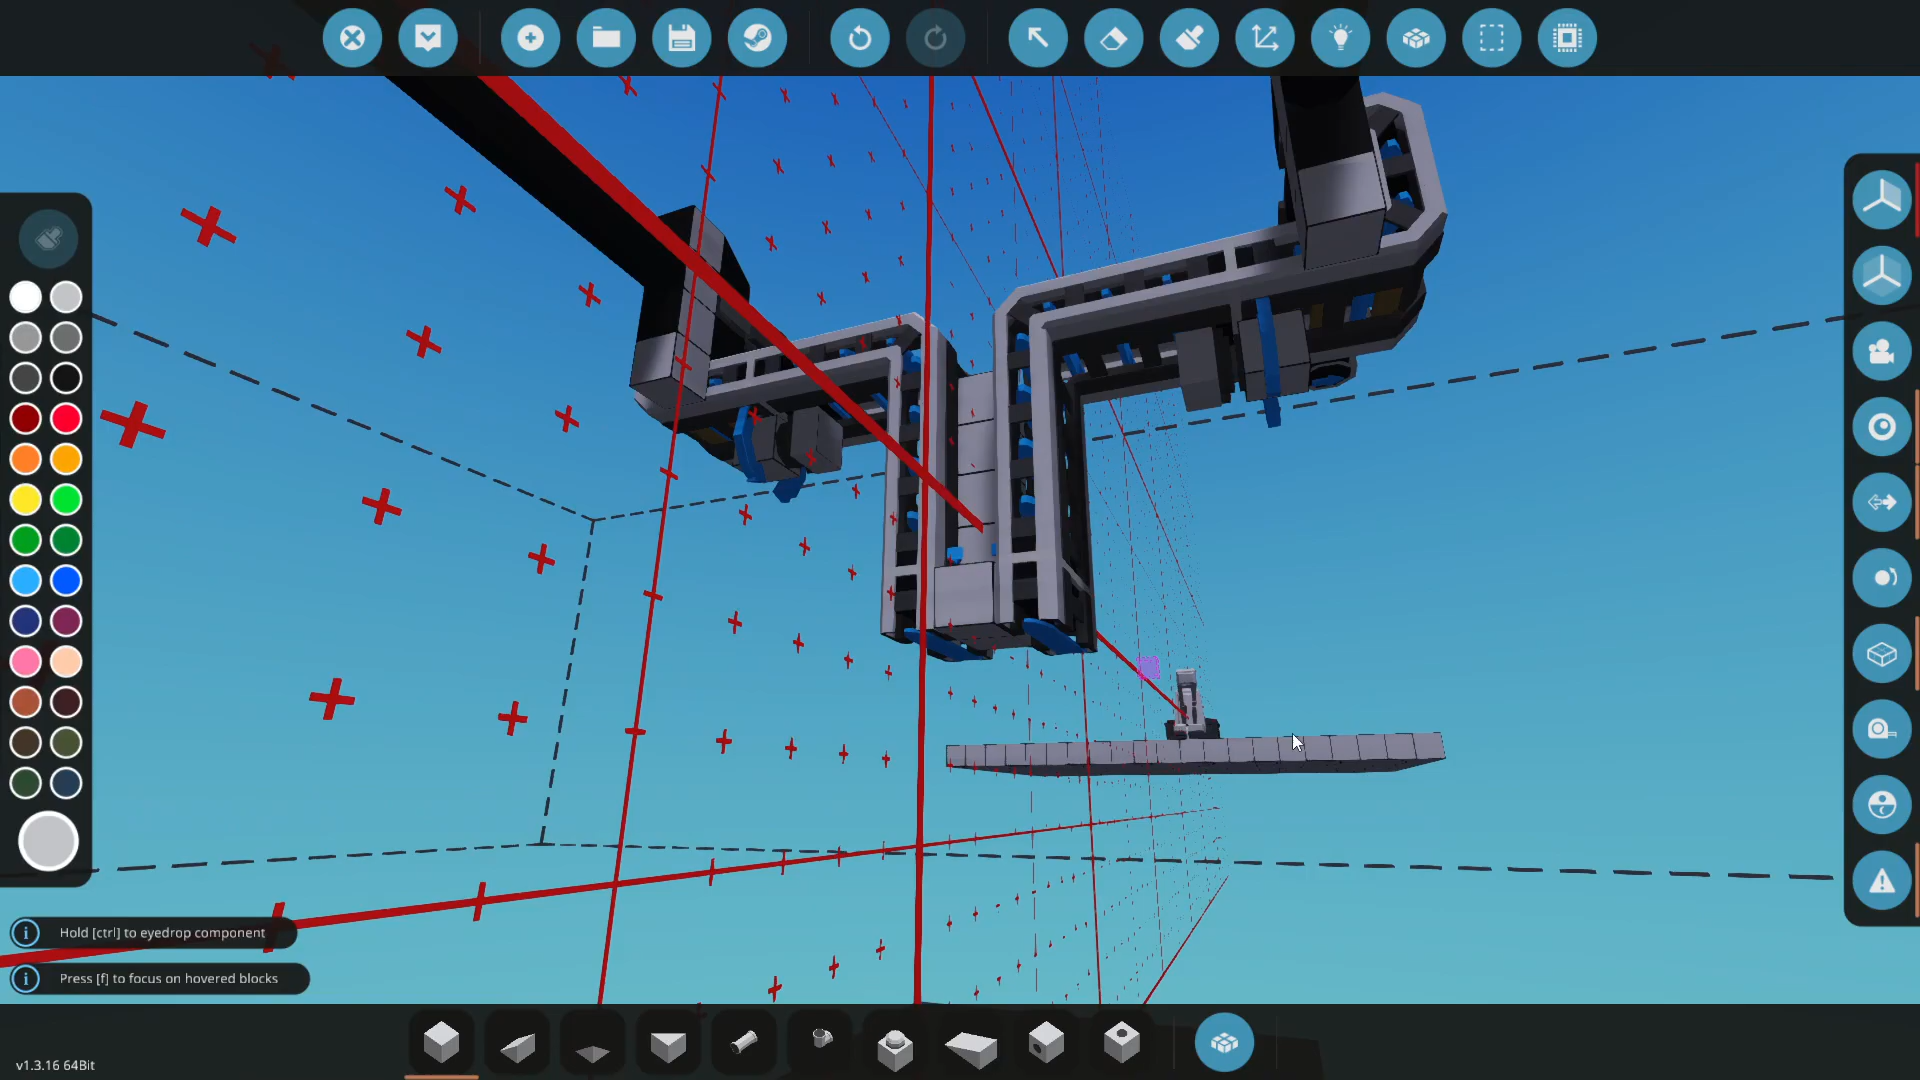 Hold [ctrl] to eyedrop component
Press [f] to focus on hovered blocks
v1.3.16 64Bit